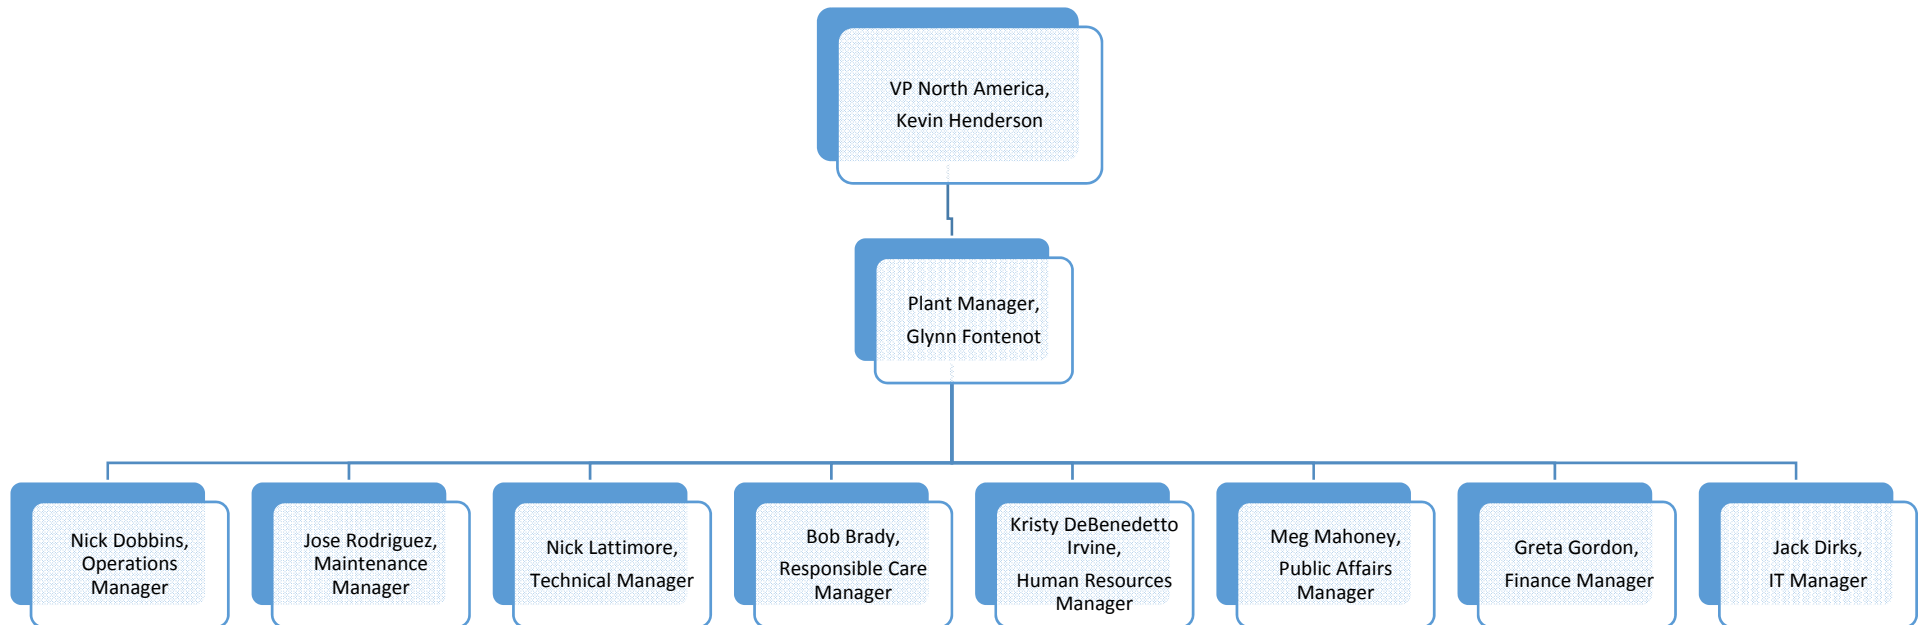 VP North America,
Kevin Henderson
Plant Manager,
Glynn Fontenot
Nick Dobbins,
Operations
Manager
Jose Rodriguez,
Maintenance
Manager
Nick Lattimore,
Technical Manager
Bob Brady,
Responsible Care
Manager
Kristy DeBenedetto
Irvine,
Human Resources
Manager
Meg Mahoney,
Public Affairs
Manager
Greta Gordon,
Finance Manager
Jack Dirks,
IT Manager